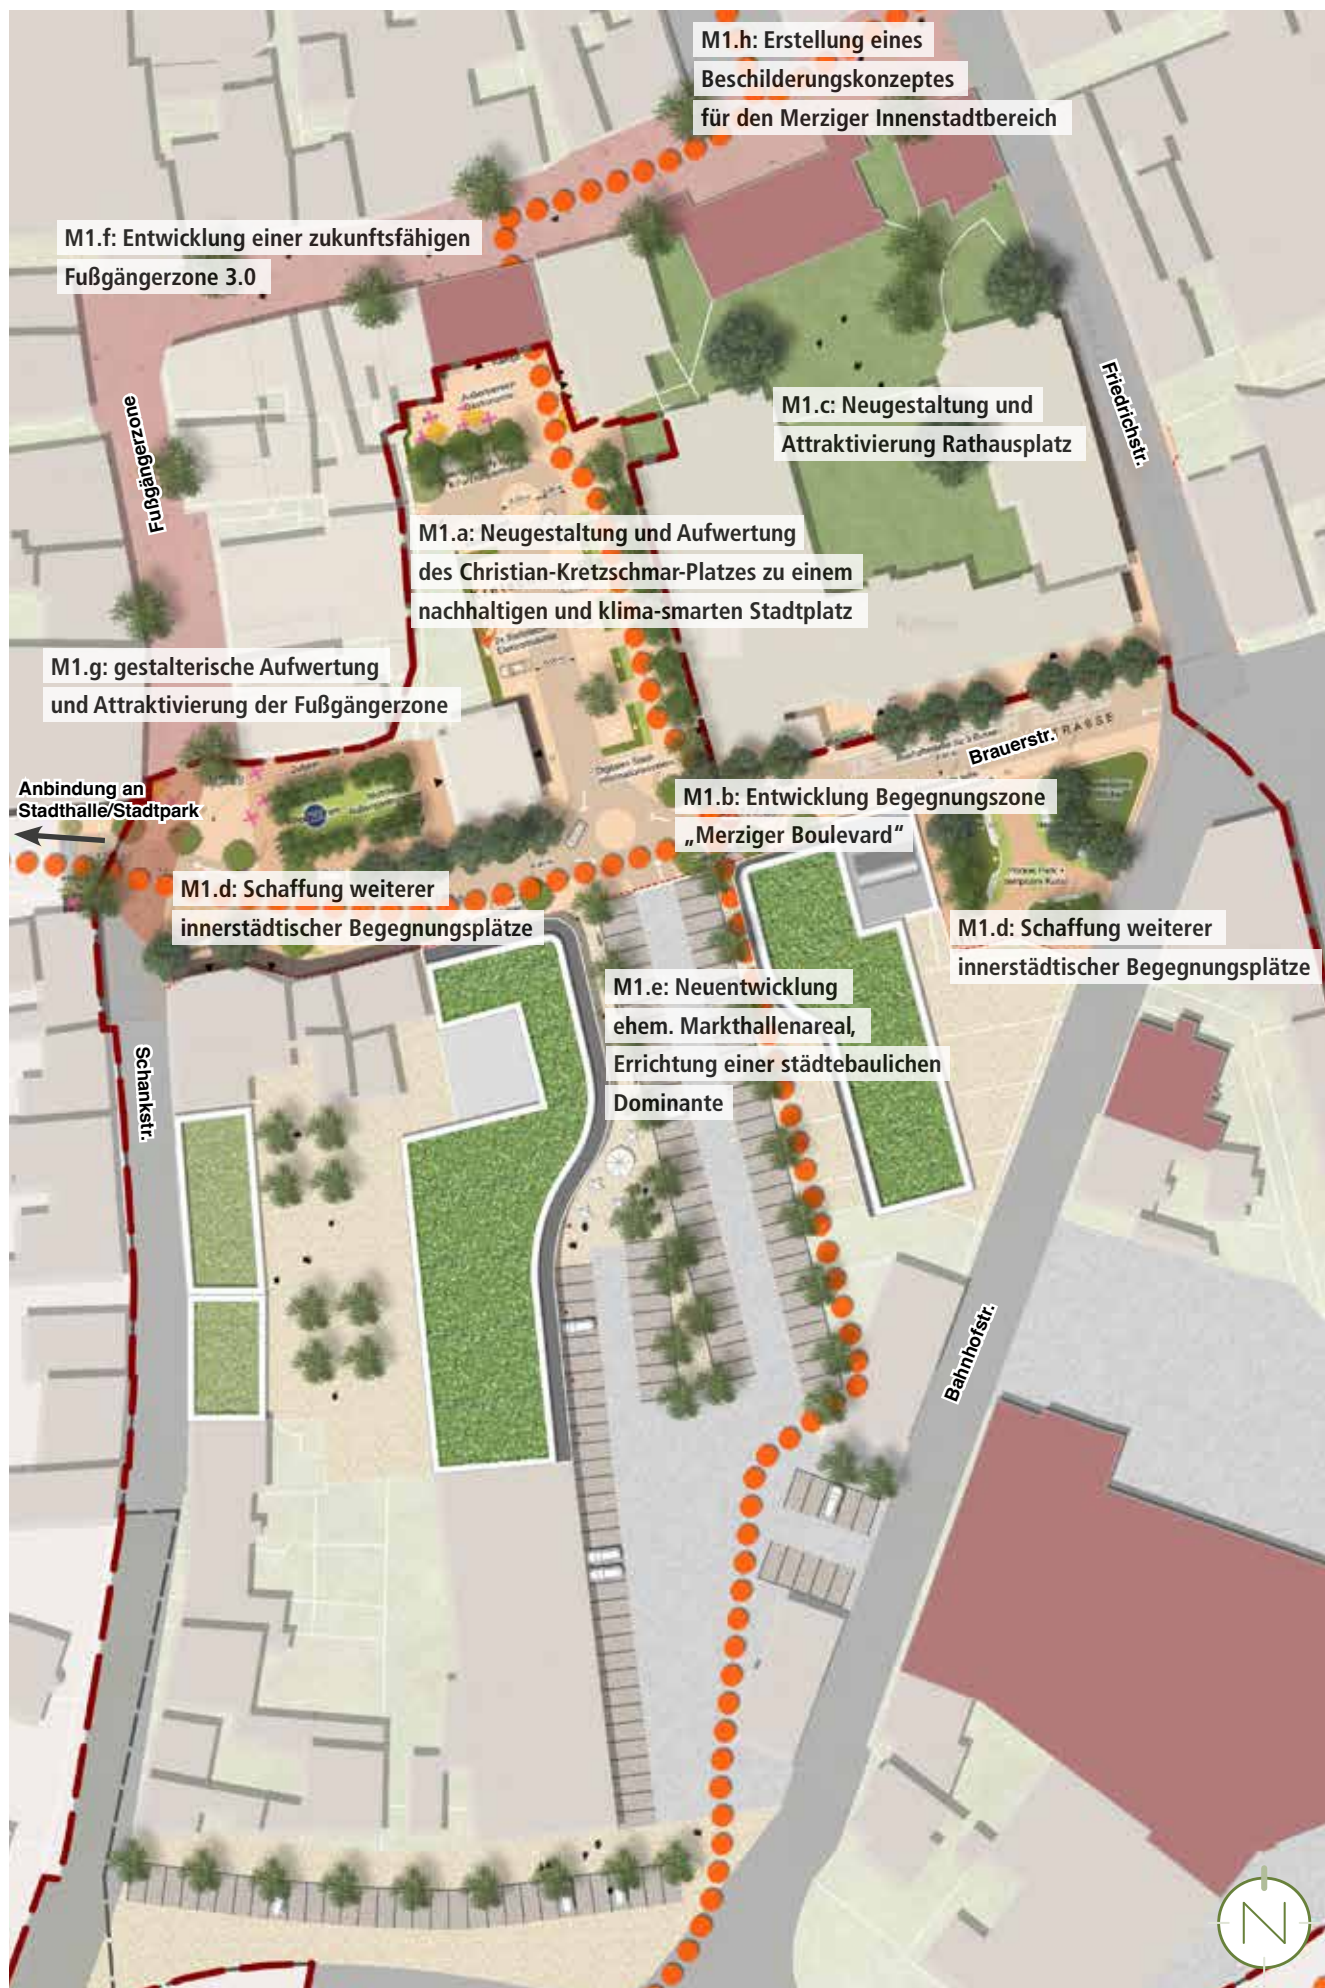 M1.h: Erstellung eines
Beschilderungskonzeptes
für den Merziger Innenstadtbereich
M1.f: Entwicklung einer zukunftsfähigen
Fußgängerzone 3.0
Fußgängerzone
Friedrichstr.
M1.c: Neugestaltung und
Attraktivierung Rathausplatz
M1.a: Neugestaltung und Aufwertung
des Christian-Kretzschmar-Platzes zu einem
nachhaltigen und klima-smarten Stadtplatz
M1.g: gestalterische Aufwertung
und Attraktivierung der Fußgängerzone
Brauerstr.
Anbindung an
Stadthalle/Stadtpark
M1.b: Entwicklung Begegnungszone
„Merziger Boulevard“
M1.d: Schaffung weiterer
innerstädtischer Begegnungsplätze
M1.d: Schaffung weiterer
innerstädtischer Begegnungsplätze
M1.e: Neuentwicklung
ehem. Markthallenareal,
Errichtung einer städtebaulichen
Dominante
Schankstr.
Bahnhofstr.
N